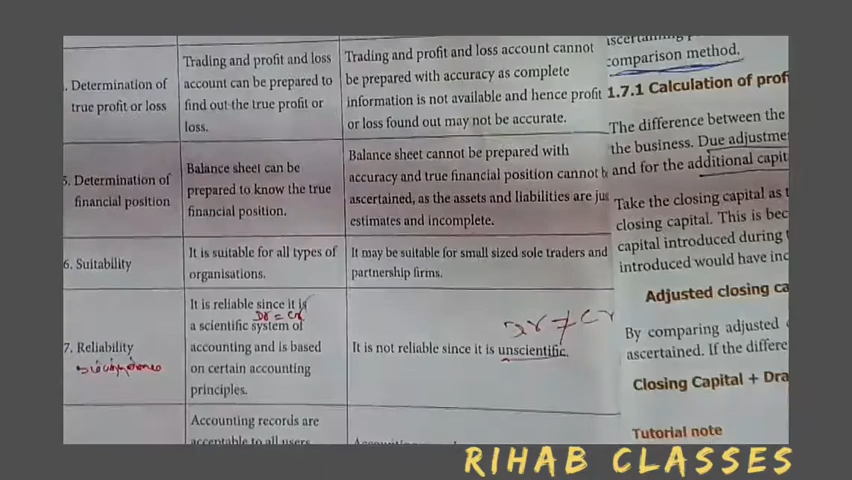 . Determination of
true profit or loss
Trading and profit and loss
account can be prepared to
find out the true profit or
loss.
Trading and profit and loss account cannot
be prepared with accuracy as complete
information is not available and hence profit
or loss found out may not be accurate.
5. Determination of
financial position
Balance sheet can be
prepared to know the true
financial position.
Balance sheet cannot be prepared with
accuracy and true financial position cannot b
ascertained, as the assets and liabilities are jus
estimates and incomplete.
6. Suitability
It is suitable for all types of
organisations.
It may be suitable for small sized sole traders and
partnership firms.
7. Reliability
It is reliable since it is
Dr = Cr
a scientific system of
accounting and is based
on certain accounting
principles.
Dr ≠ Cr
It is not reliable since it is unscientific.
Accounting records are
acceptable to all users
comparison method.
1.7.1 Calculation of prof
The difference between the
the business. Due adjustme
and for the additional capit
Take the closing capital as t
closing capital. This is bec
capital introduced during t
introduced would have inc
Adjusted closing ca
By comparing adjusted
ascertained. If the differe
Closing Capital + Dra
Tutorial note
RIHAB CLASSES